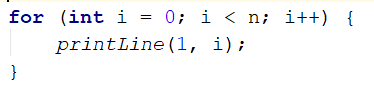 for (int i = 0; i < n; i++) {
    printLine(1, i);
}